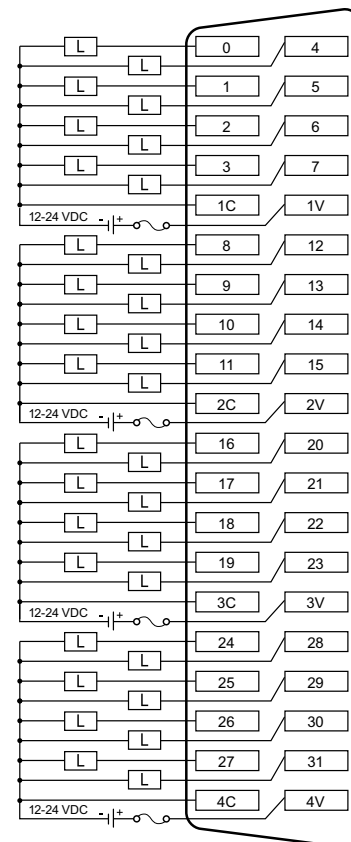 L 0 4
L
L 1 5
L
L 2 6
L
L 3 7
L
1C 1V
12-24 VDC - +
L 8 12
L
L 9 13
L
L 10 14
L
L 11 15
L
2C 2V
12-24 VDC - +
L 16 20
L
L 17 21
L
L 18 22
L
L 19 23
L
3C 3V
12-24 VDC - +
L 24 28
L
L 25 29
L
L 26 30
L
L 27 31
L
4C 4V
12-24 VDC - +